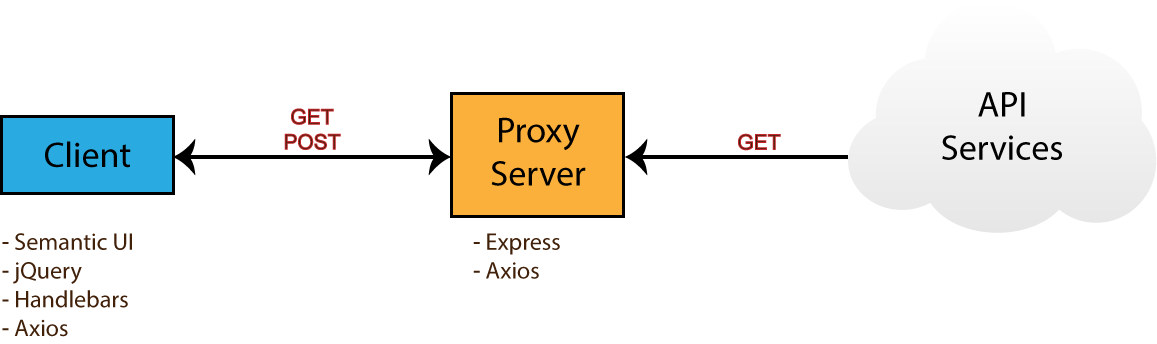 GET
POST
Client
Proxy
Server
GET
API
Services
- Semantic UI
- jQuery
- Handlebars
- Axios
- Express
- Axios